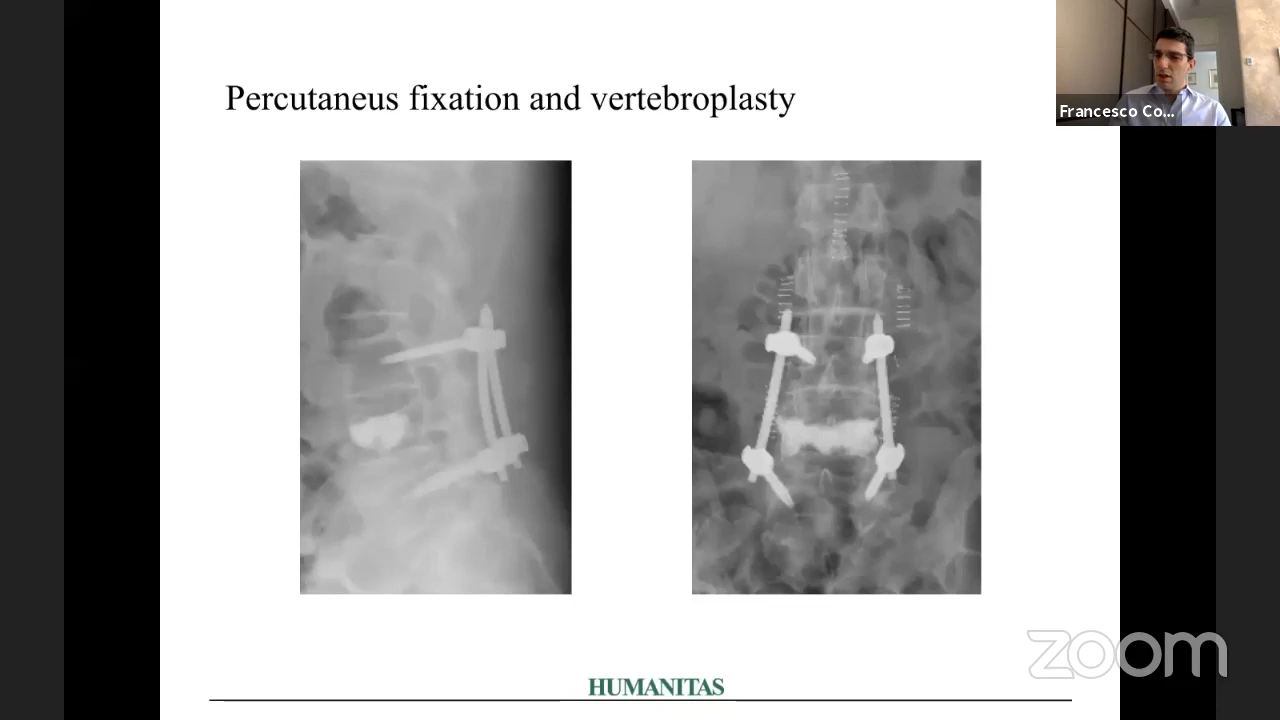 Percutaneus fixation and vertebroplasty
Francesco Co...
HUMANITAS
zoom